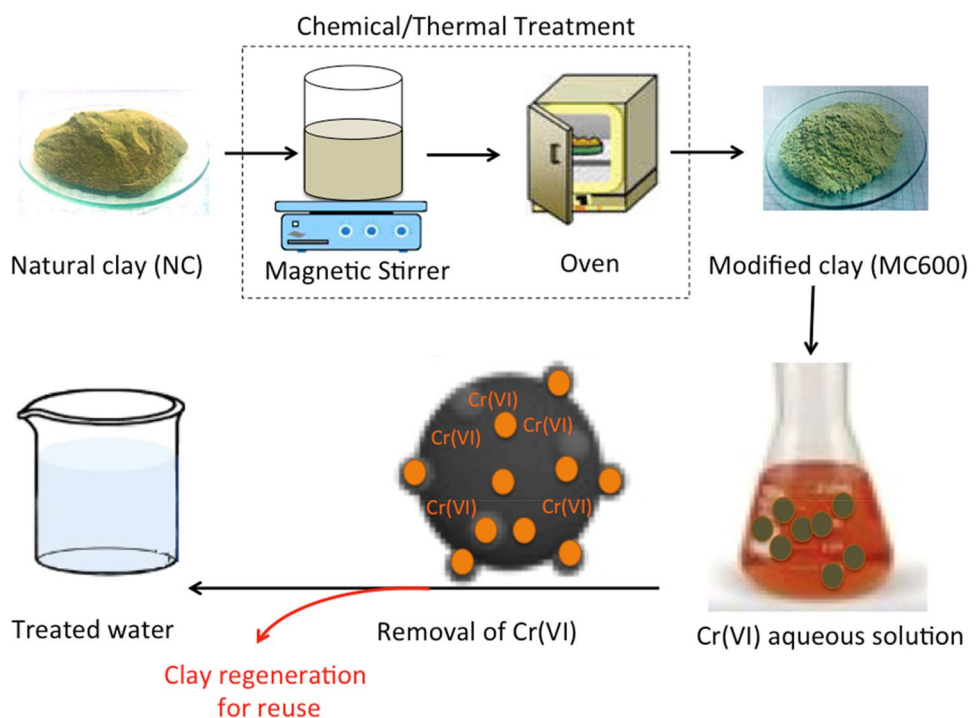 Chemical/Thermal Treatment
Natural clay (NC)
Magnetic Stirrer
Oven
Modified clay (MC600)
Cr(VI)
Cr(VI)
Cr(VI)
Cr(VI)
Cr(VI)
Treated water
Removal of Cr(VI)
Cr(VI) aqueous solution
Clay regeneration
for reuse